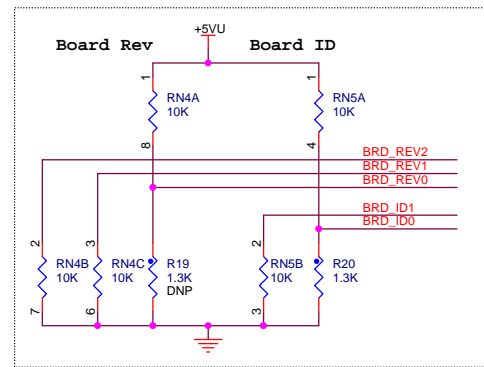 +5VU
Board Rev Board ID
1 1
RN4A RN5A
10K 10K
8 4
BRD_REV2
BRD_REV1
BRD_REV0
BRD_ID1
BRD_ID0
2 3 2
RN4B RN4C R19 RN5B R20
10K 10K 1.3K 10K 1.3K
DNP
7 6 3